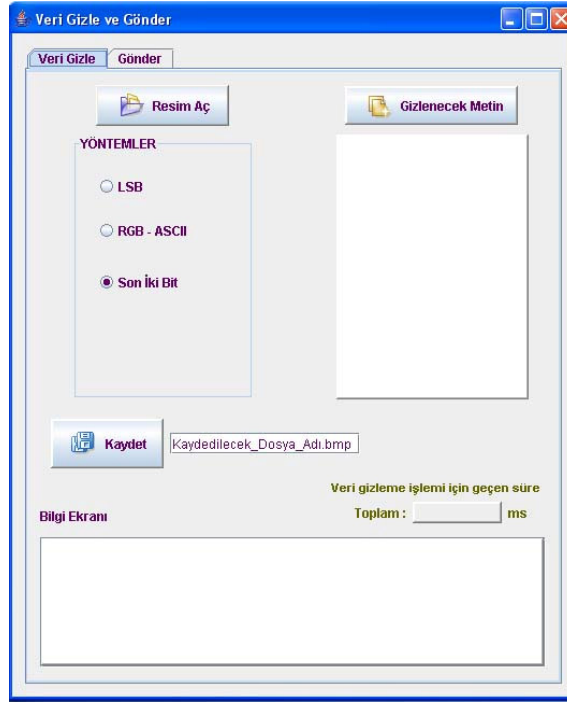 Veri Gizle ve Gönder
Veri Gizle Gönder
Resim Aç
Gizlenecek Metin
YÖNTEMLER
LSB
RGB - ASCII
Son İki Bit
Kaydet
Kaydedilecek_Dosya_Adı.bmp
Veri gizleme işlemi için geçen süre
Toplam : ms
Bilgi Ekranı